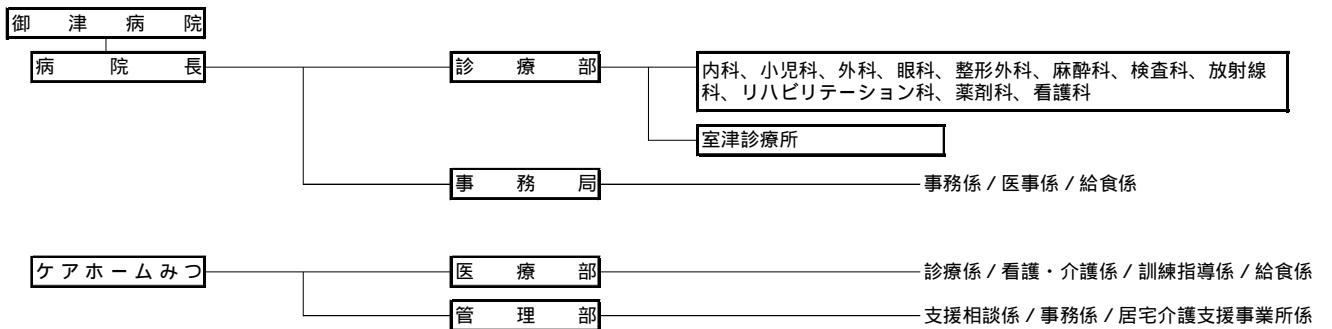 御津病院
病院長
診療部
内科、小児科、外科、眼科、整形外科、麻酔科、検査科、放射線
科、リハビリテーション科、薬剤科、看護科
室津診療所
事務局
事務係 / 医事係 / 給食係
ケアホームみつ
医療部
診療係 / 看護・介護係 / 訓練指導係 / 給食係
管理部
支援相談係 / 事務係 / 居宅介護支援事業所係